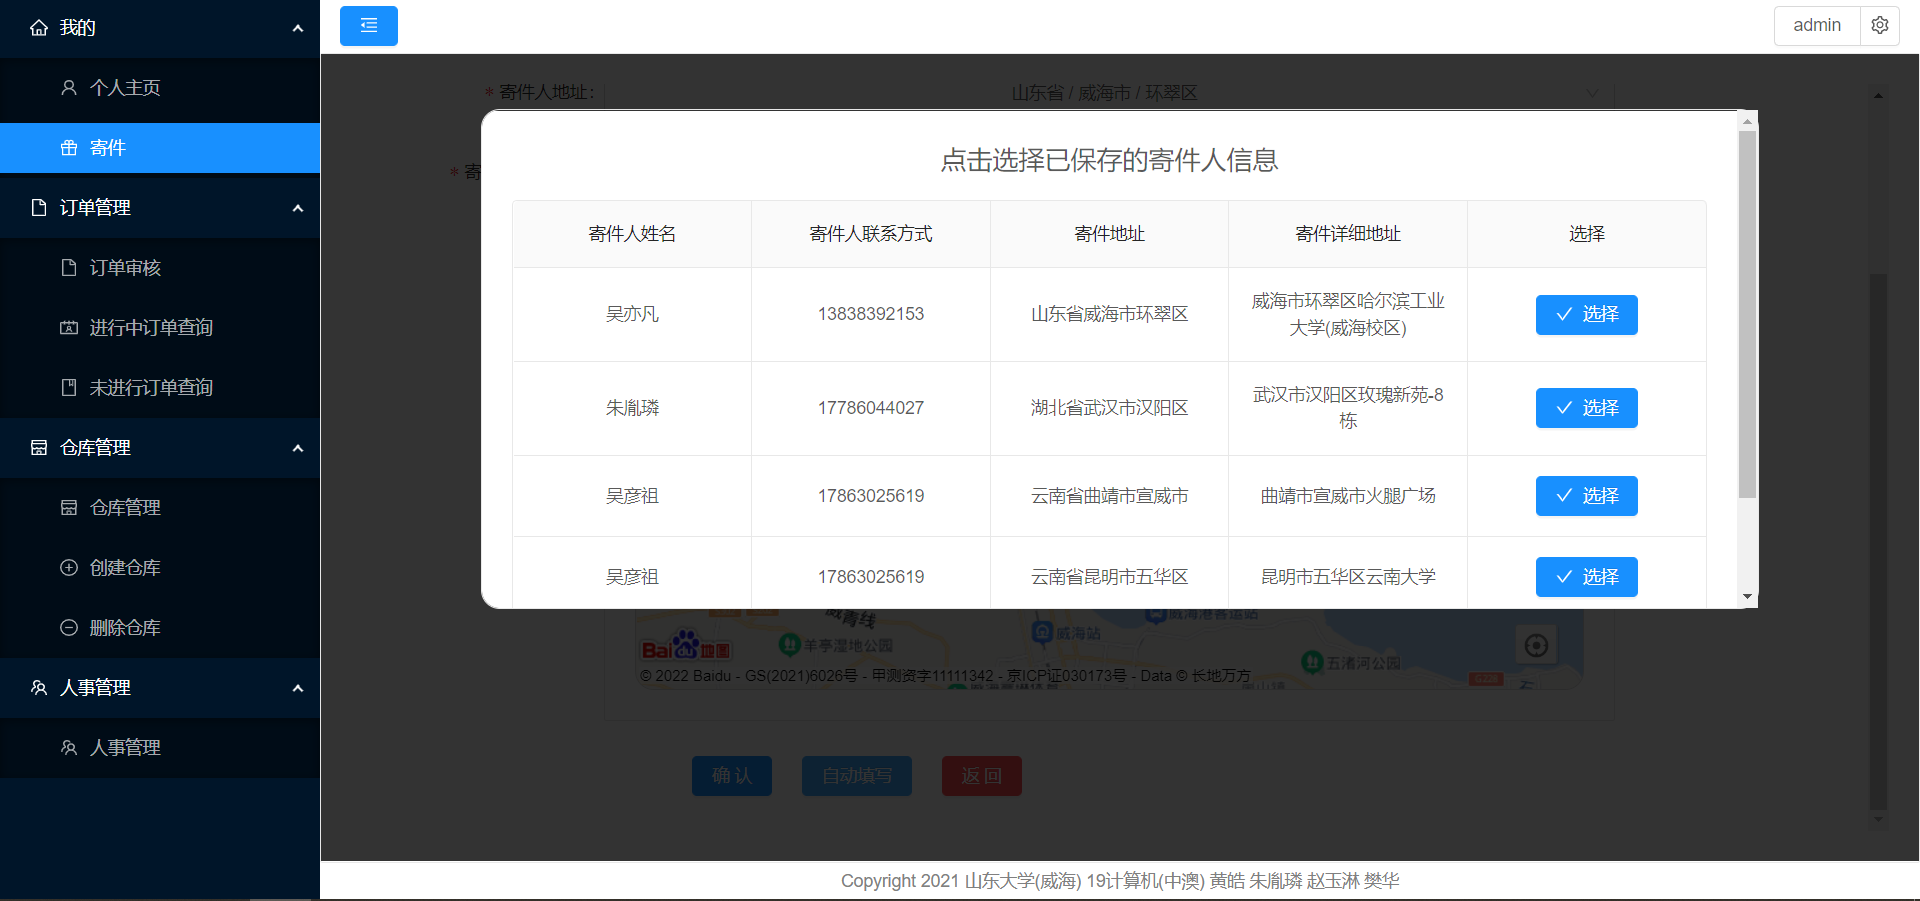 我的
个人主页
寄件
订单管理
订单审核
进行中订单查询
未进行订单查询
仓库管理
仓库管理
创建仓库
删除仓库
人事管理
人事管理
admin
* 寄件人地址:
山东省 / 威海市 / 环翠区
* 寄
点击选择已保存的寄件人信息
寄件人姓名 寄件人联系方式 寄件地址 寄件详细地址 选择
吴亦凡 13838392153 山东省威海市环翠区 威海市环翠区哈尔滨工业
大学(威海校区) 选择
朱胤璘 17786044027 湖北省武汉市汉阳区 武汉市汉阳区玫瑰新苑-8
栋 选择
吴彦祖 17863025619 云南省曲靖市宣威市 曲靖市宣威市火腿广场 选择
吴彦祖 17863025619 云南省昆明市五华区 昆明市五华区云南大学 选择
威青线
威海港客运站
威海站
Bai du 地图
羊亭湿地公园
五渚河公园
© 2022 Baidu - GS(2021)6026号 - 甲测资字11111342 - 京ICP证030173号 - Data © 长地万方
G228
确 认
自动填写
返 回
Copyright 2021 山东大学(威海) 19计算机(中澳) 黄皓 朱胤璘 赵玉淋 樊华